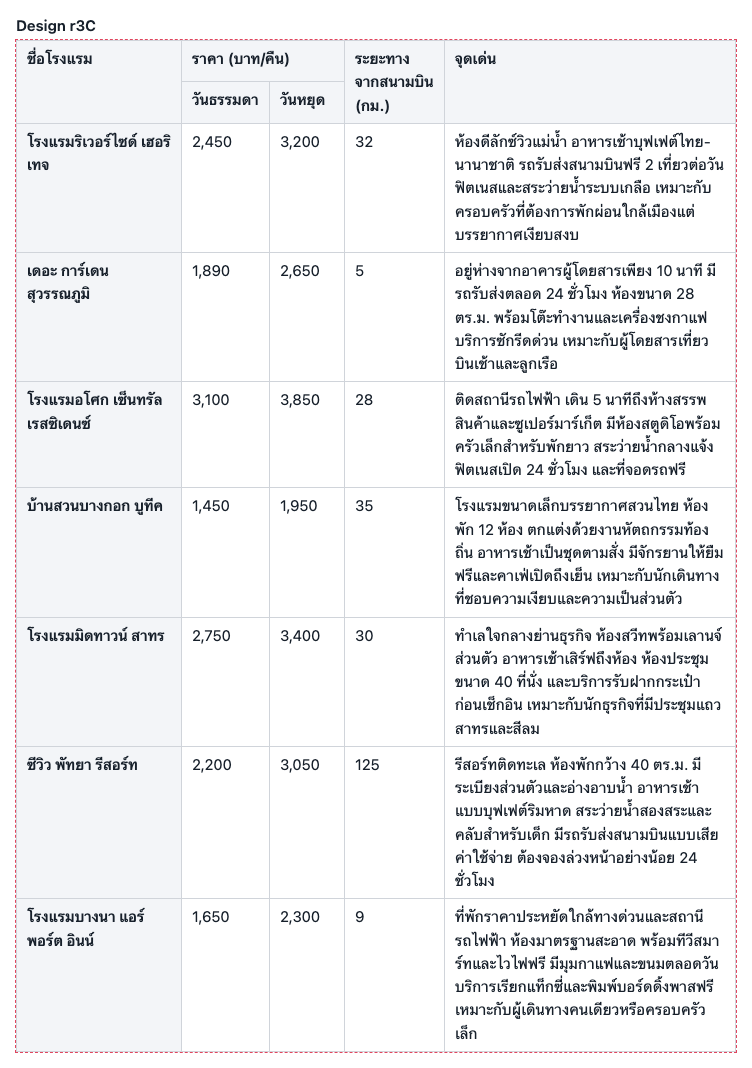 Design r3C
ชื่อโรงแรม
ราคา (บาท/คืน)
ระยะทาง
จากสนามบิน
(กม.)
จุดเด่น
วันธรรมดา
วันหยุด
โรงแรมริเวอร์ไซด์ เฮอริ
เทจ
2,450
3,200
32
ห้องดีลักซ์วิวแม่น้ำ อาหารเช้าบุฟเฟต์ไทย-
นานาชาติ รถรับส่งสนามบินฟรี 2 เที่ยวต่อวัน
ฟิตเนสและสระว่ายน้ำระบบเกลือ เหมาะกับ
ครอบครัวที่ต้องการพักผ่อนใกล้เมืองแต่
บรรยากาศเงียบสงบ
เดอะ การ์เดน
สุวรรณภูมิ
1,890
2,650
5
อยู่ห่างจากอาคารผู้โดยสารเพียง 10 นาที มี
รถรับส่งตลอด 24 ชั่วโมง ห้องขนาด 28
ตร.ม. พร้อมโต๊ะทำงานและเครื่องชงกาแฟ
บริการซักรีดด่วน เหมาะกับผู้โดยสารเที่ยว
บินเช้าและลูกเรือ
โรงแรมอโศก เซ็นทรัล
เรสซิเดนซ์
3,100
3,850
28
ติดสถานีรถไฟฟ้า เดิน 5 นาทีถึงห้างสรรพ
สินค้าและซูเปอร์มาร์เก็ต มีห้องสตูดิโอพร้อม
ครัวเล็กสำหรับพักยาว สระว่ายน้ำกลางแจ้ง
ฟิตเนสเปิด 24 ชั่วโมง และที่จอดรถฟรี
บ้านสวนบางกอก บูทีค
1,450
1,950
35
โรงแรมขนาดเล็กบรรยากาศสวนไทย ห้อง
พัก 12 ห้อง ตกแต่งด้วยงานหัตถกรรมท้อง
ถิ่น อาหารเช้าเป็นชุดตามสั่ง มีจักรยานให้ยืม
ฟรีและคาเฟ่เปิดถึงเย็น เหมาะกับนักเดินทาง
ที่ชอบความเงียบและความเป็นส่วนตัว
โรงแรมมิดทาวน์ สาทร
2,750
3,400
30
ทำเลใจกลางย่านธุรกิจ ห้องสวีทพร้อมเลานจ์
ส่วนตัว อาหารเช้าเสิร์ฟถึงห้อง ห้องประชุม
ขนาด 40 ที่นั่ง และบริการรับฝากกระเป๋า
ก่อนเช็กอิน เหมาะกับนักธุรกิจที่มีประชุมแถว
สาทรและสีลม
ซีวิว พัทยา รีสอร์ท
2,200
3,050
125
รีสอร์ทติดทะเล ห้องพักกว้าง 40 ตร.ม. มี
ระเบียงส่วนตัวและอ่างอาบน้ำ อาหารเช้า
แบบบุฟเฟต์ริมหาด สระว่ายน้ำสองสระและ
คลับสำหรับเด็ก มีรถรับส่งสนามบินแบบเสีย
ค่าใช้จ่าย ต้องจองล่วงหน้าอย่างน้อย 24
ชั่วโมง
โรงแรมบางนา แอร์
พอร์ต อินน์
1,650
2,300
9
ที่พักราคาประหยัดใกล้ทางด่วนและสถานี
รถไฟฟ้า ห้องมาตรฐานสะอาด พร้อมทีวีสมา
ร์ทและไวไฟฟรี มีมุมกาแฟและขนมตลอดวัน
บริการเรียกแท็กซี่และพิมพ์บอร์ดดิ้งพาสฟรี
เหมาะกับผู้เดินทางคนเดียวหรือครอบครัว
เล็ก